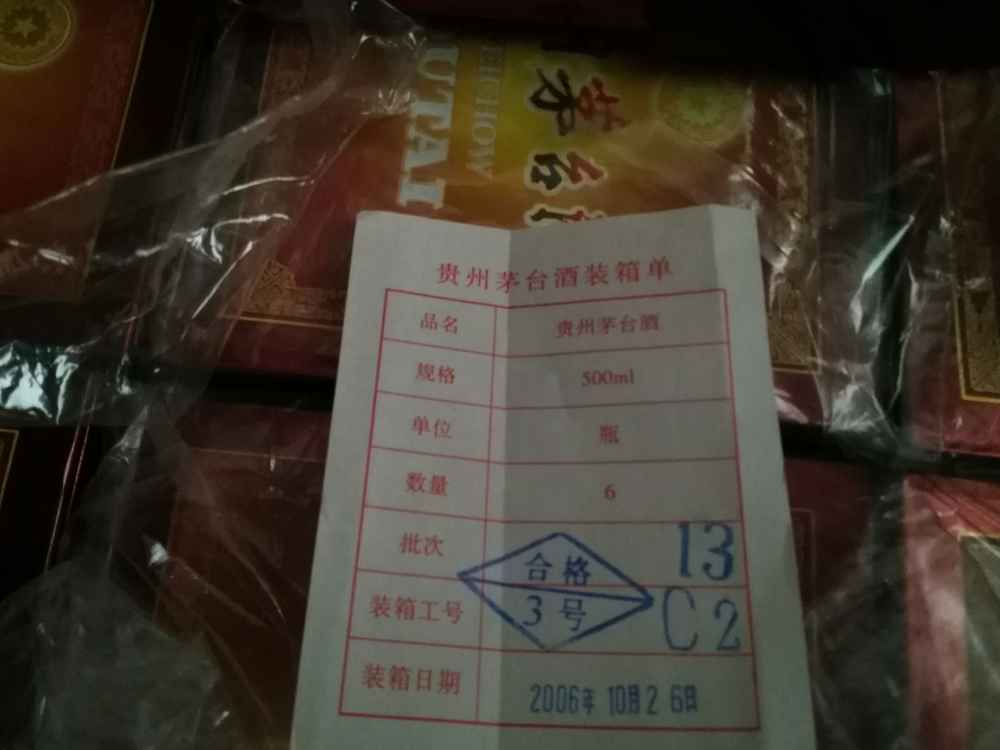 茅台酒
UTAI
贵州茅台酒装箱单
品名 贵州茅台酒
规格 500ml
单位 瓶
数量 6
批次 13
合格
3号
装箱工号 C2
装箱日期 2006年10月26日